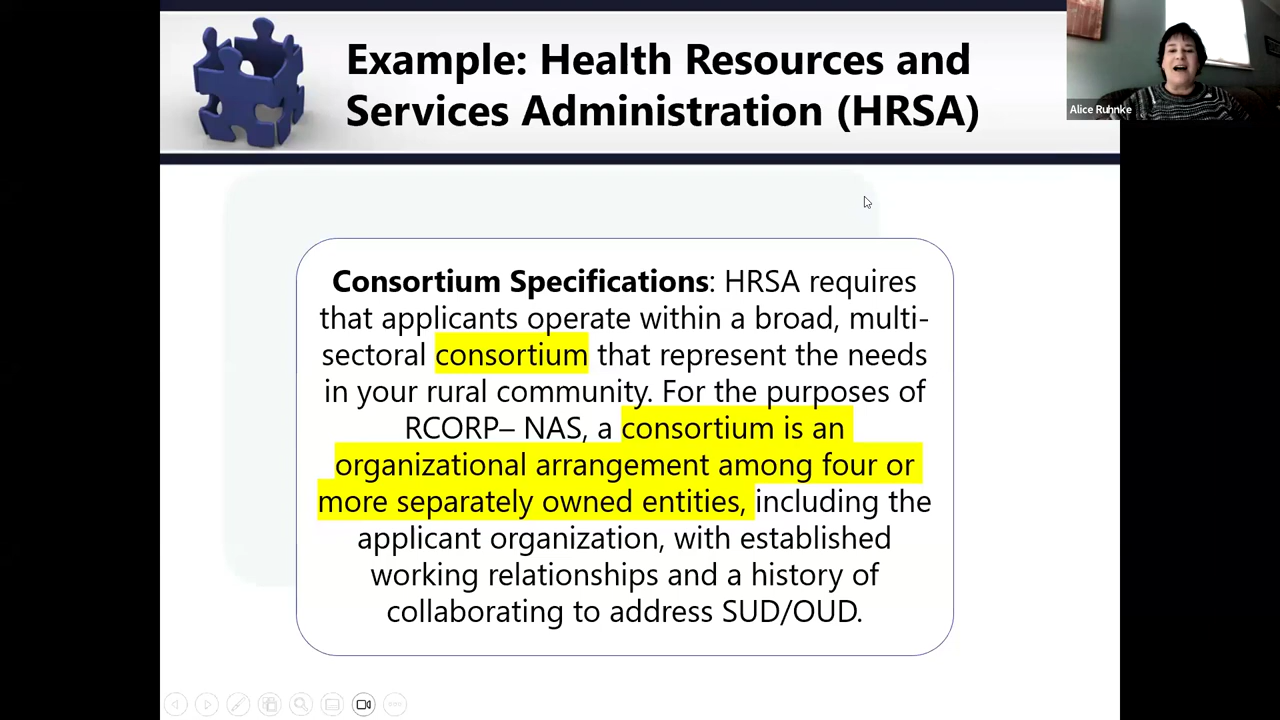 Example: Health Resources and
Services Administration (HRSA)
Alice Ruhnke
Consortium Specifications: HRSA requires
that applicants operate within a broad, multi-
sectoral consortium that represent the needs
in your rural community. For the purposes of
RCORP– NAS, a consortium is an
organizational arrangement among four or
more separately owned entities, including the
applicant organization, with established
working relationships and a history of
collaborating to address SUD/OUD.